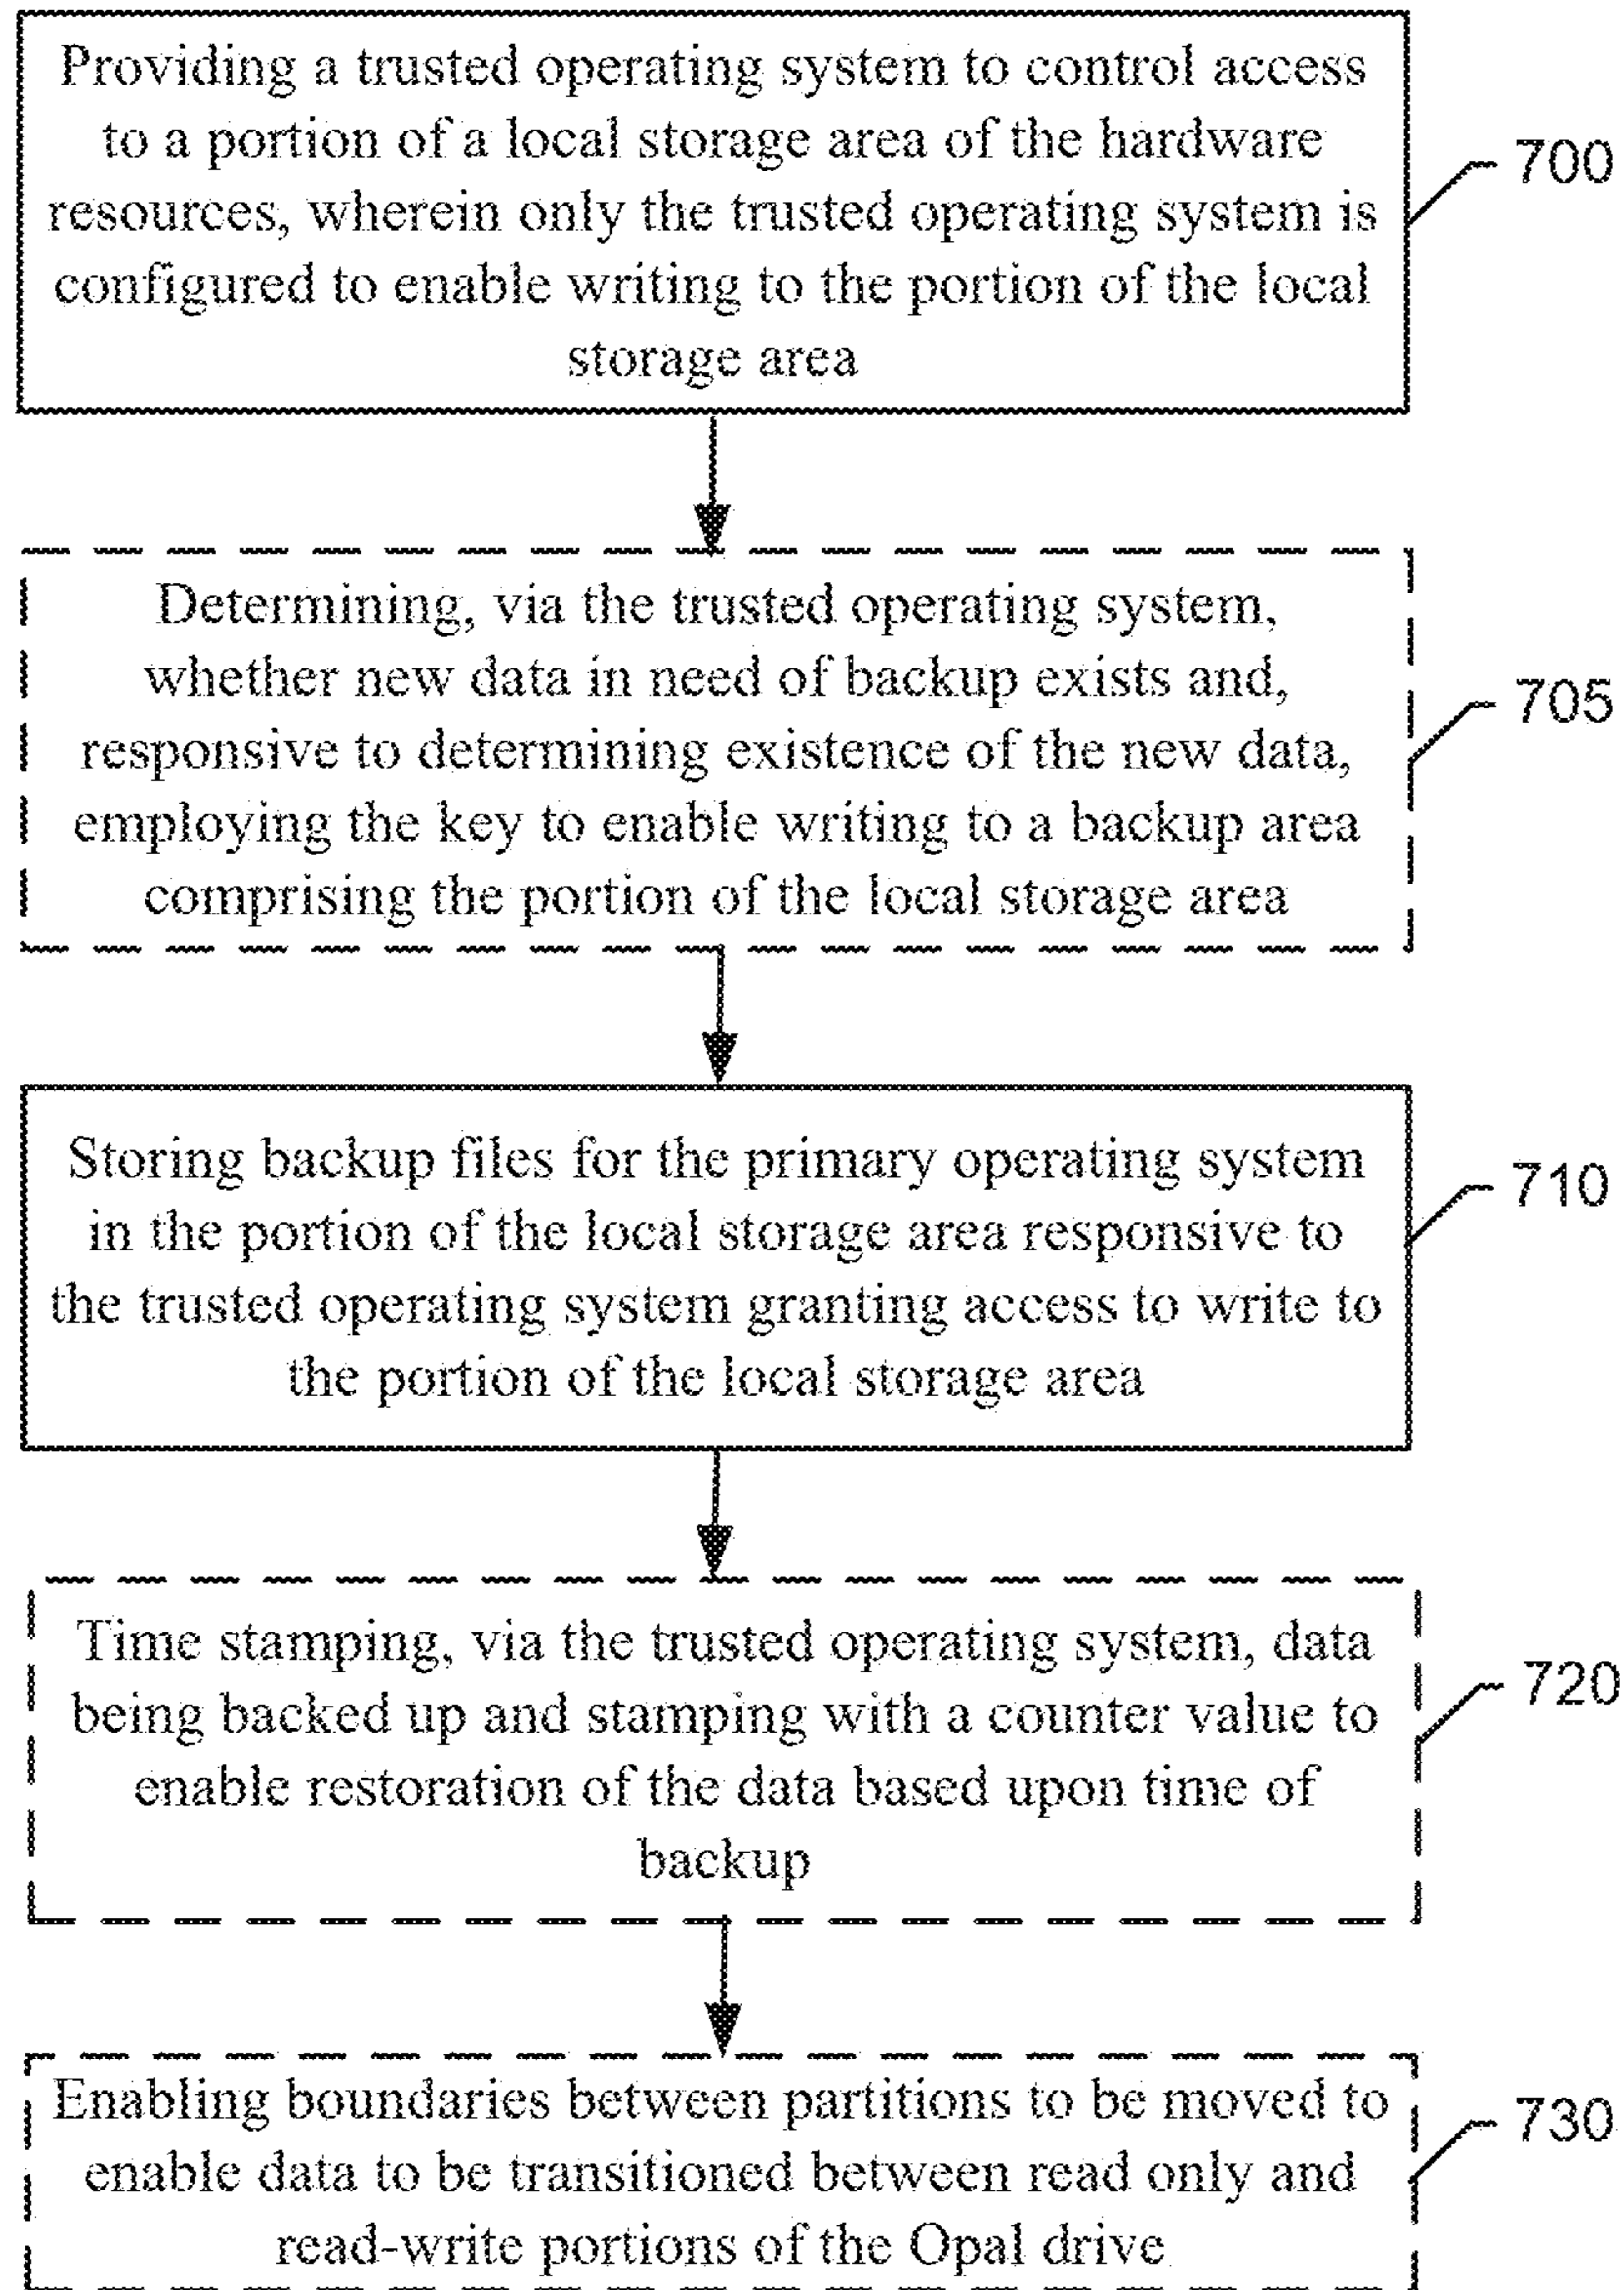 Providing a trusted operating system to control access
to a portion of a local storage area of the hardware
resources, wherein only the trusted operating system is
configured to enable writing to the portion of the local
storage area
700
Determining, via the trusted operating system,
whether new data in need of backup exists and,
responsive to determining existence of the new data,
employing the key to enable writing to a backup area
comprising the portion of the local storage area
705
Storing backup files for the primary operating system
in the portion of the local storage area responsive to
the trusted operating system granting access to write to
the portion of the local storage area
710
Time stamping, via the trusted operating system, data
being backed up and stamping with a counter value to
enable restoration of the data based upon time of
backup
720
Enabling boundaries between partitions to be moved to
enable data to be transitioned between read only and
read-write portions of the Opal drive
730